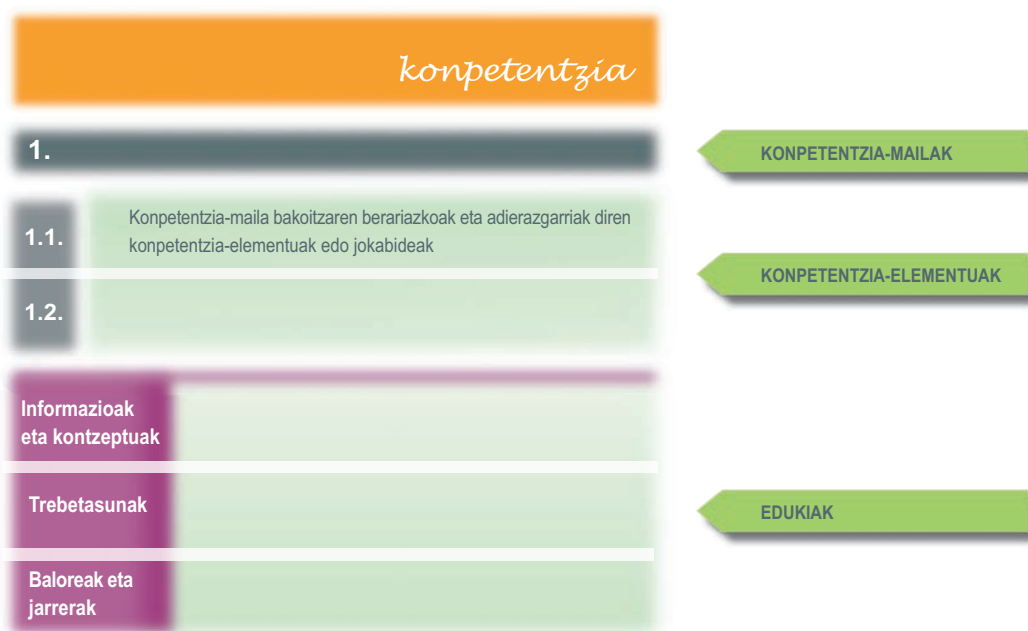 konpetentzia
1.
KONPETENTZIA-MAILAK
1.1.
Konpetentzia-maila bakoitzaren berariazkoak eta adierazgarriak diren
konpetentzia-elementuak edo jokabideak
KONPETENTZIA-ELEMENTUAK
1.2.
Informazioak
eta kontzeptuak
Trebetasunak
EDUKIAK
Baloreak eta
jarrerak